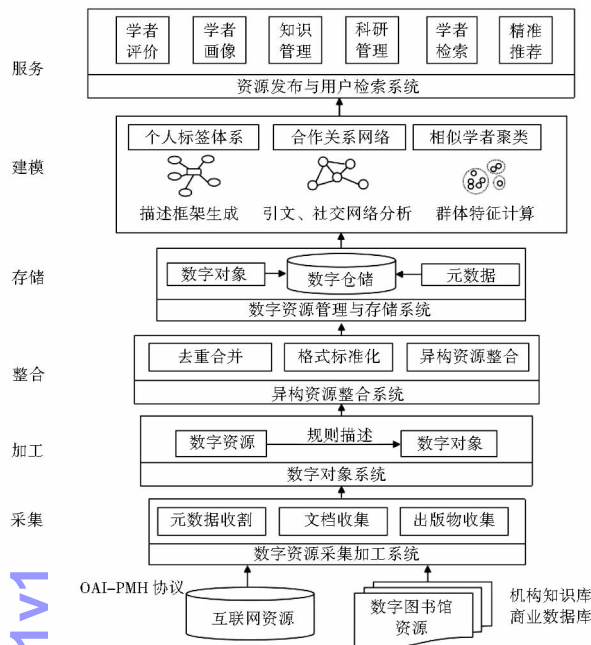 学者 学者 知识 科研 学者 精准
评价 画像 管理 管理 检索 推荐
服务
资源发布与用户检索系统
个人标签体系 合作关系网络 相似学者聚类
建模
描述框架生成 引文、社交网络分析 群体特征计算
存储
数字对象 数字仓储 元数据
数字资源管理与存储系统
去重合并 格式标准化 异构资源整合
整合
异构资源整合系统
规则描述
数字资源 数字对象
加工
数字对象系统
采集
元数据收割 文档收集 出版物收集
数字资源采集加工系统
OAI-PMH 协议
互联网资源
数字图书馆
资源
机构知识库
商业数据库
1v1